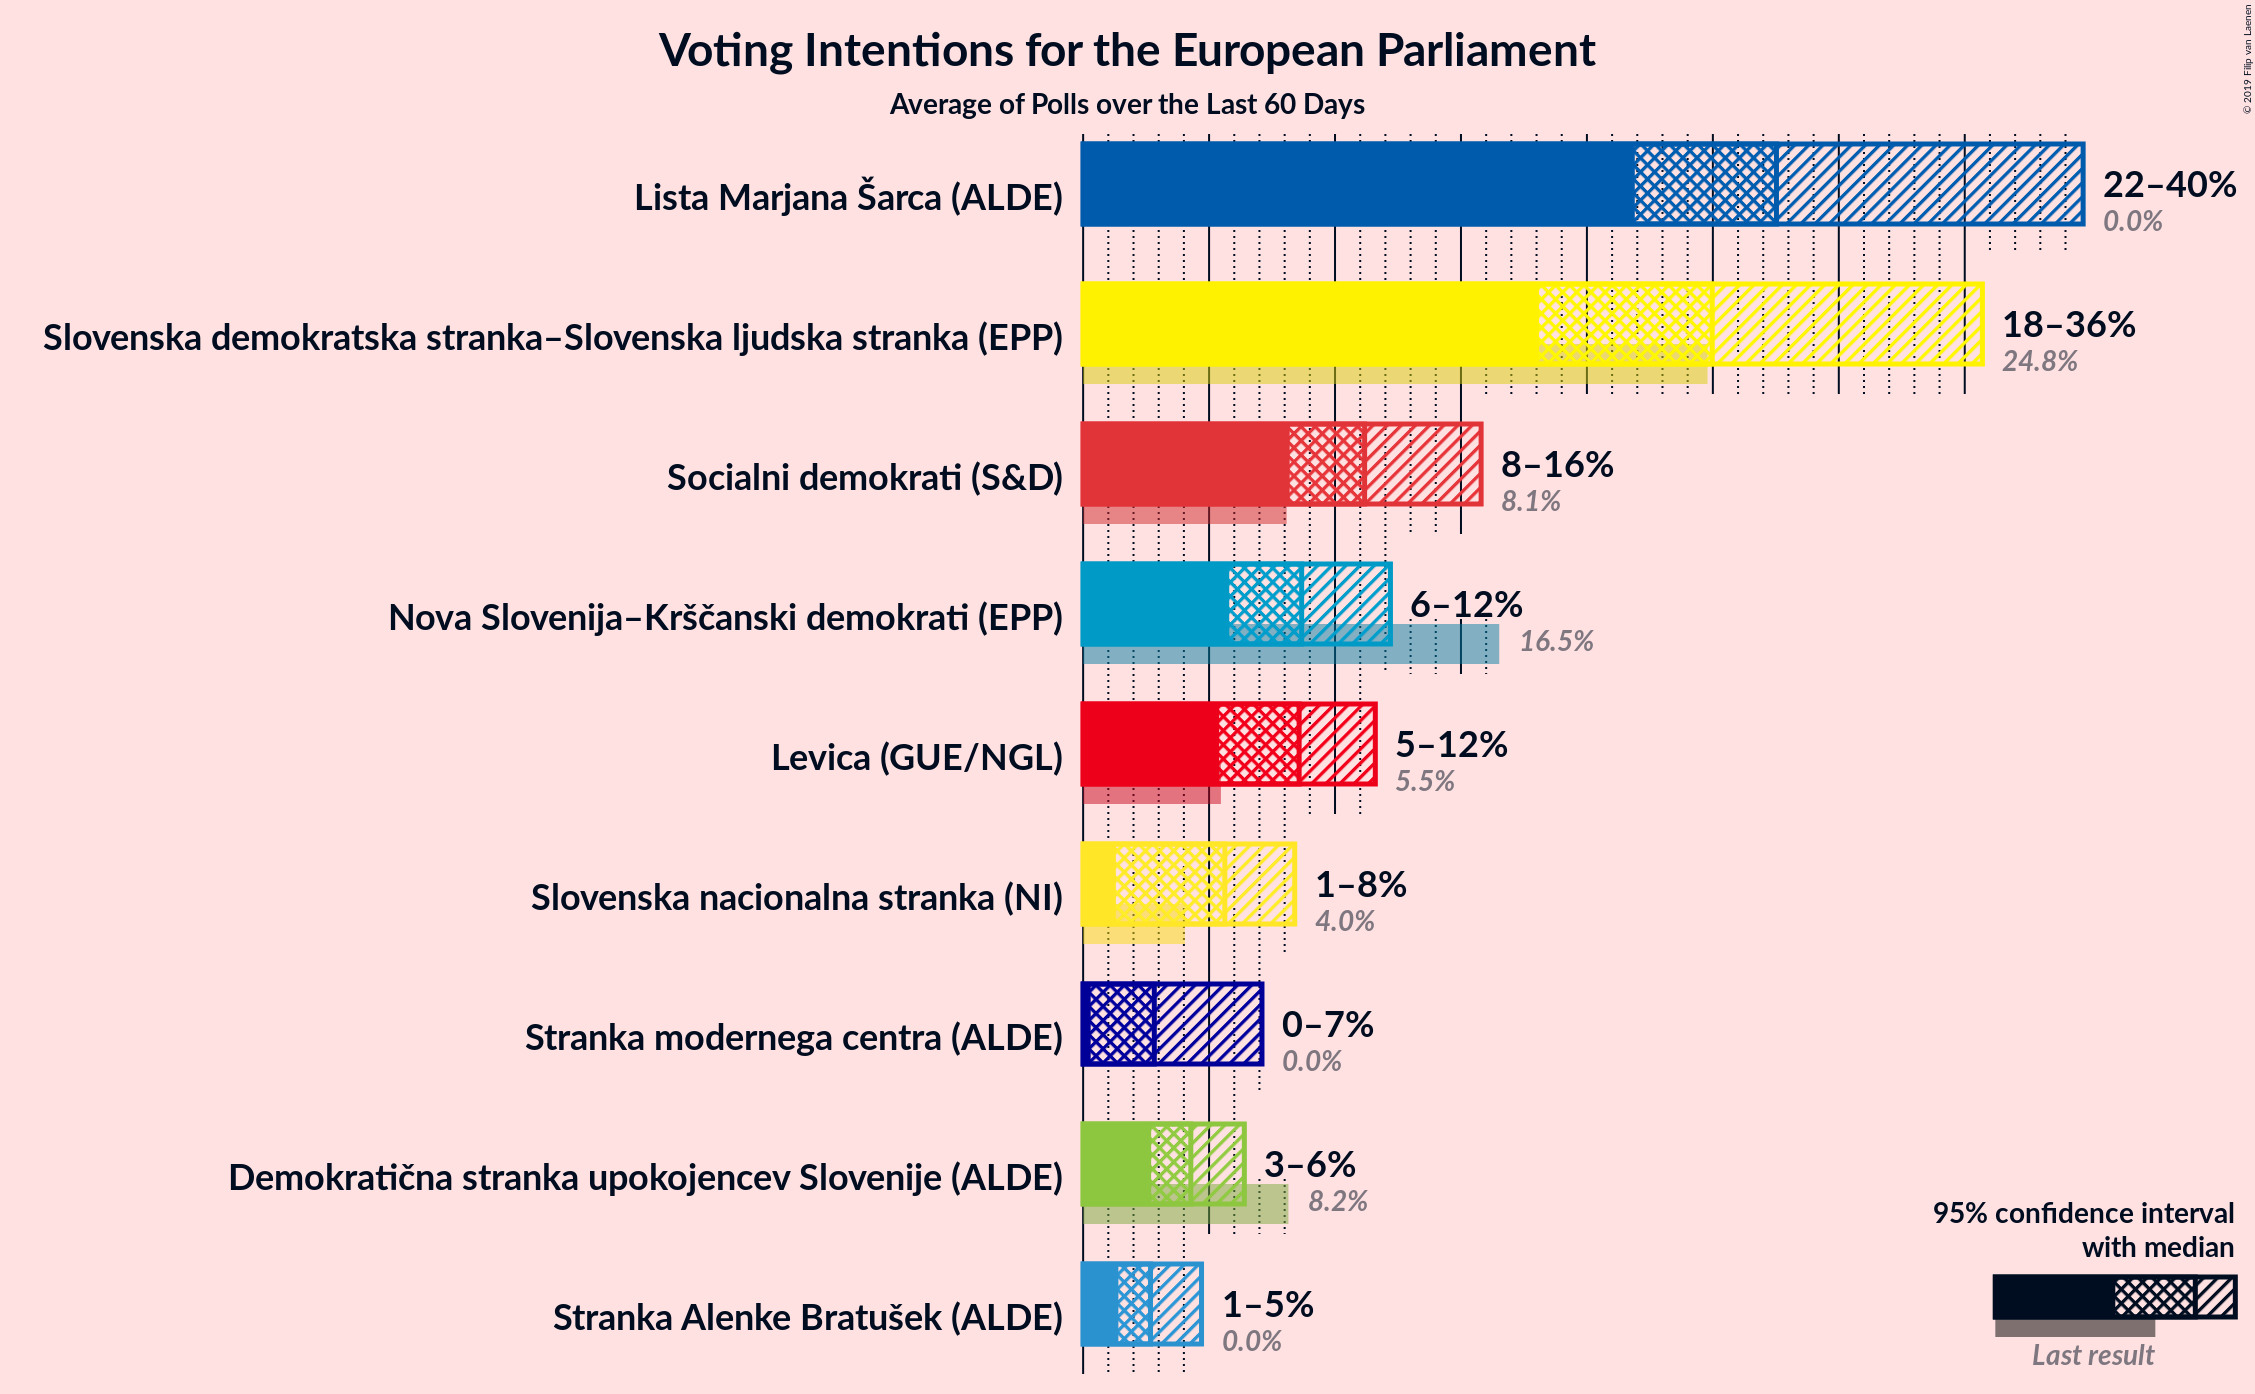 Voting Intentions for the European Parliament
Average of Polls over the Last 60 Days
© 2019 Filip van Laenen
Lista Marjana Šarca (ALDE)
22–40%
0.0%
Slovenska demokratska stranka–Slovenska ljudska stranka (EPP)
18–36%
24.8%
Socialni demokrati (S&D)
8–16%
8.1%
Nova Slovenija–Krščanski demokrati (EPP)
6–12%
16.5%
Levica (GUE/NGL)
5–12%
5.5%
Slovenska nacionalna stranka (NI)
1–8%
4.0%
Stranka modernega centra (ALDE)
0–7%
0.0%
Demokratična stranka upokojencev Slovenije (ALDE)
3–6%
8.2%
Stranka Alenke Bratušek (ALDE)
1–5%
0.0%
95% confidence interval
with median
Last result